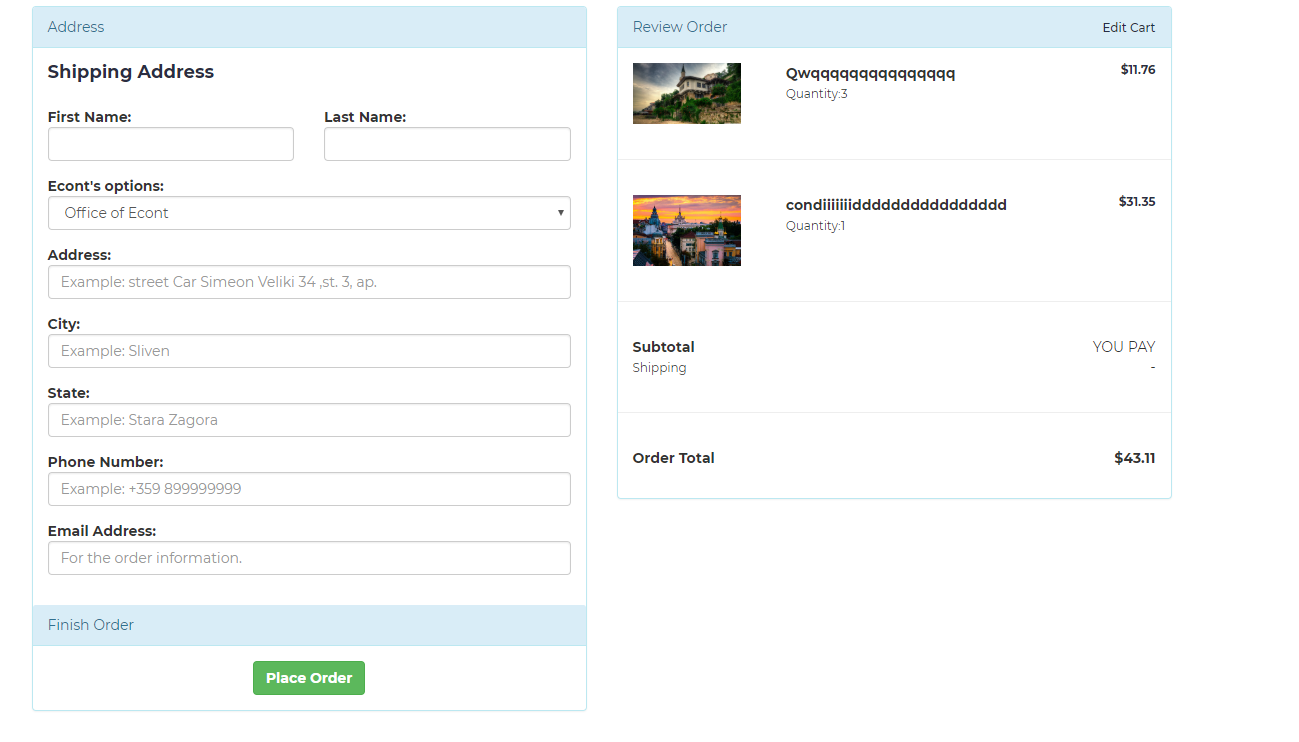 Address
Shipping Address
First Name: Last Name:
Econt's options:
Office of Econt
Address:
Example: street Car Simeon Veliki 34 ,st. 3, ap.
City:
Example: Sliven
State:
Example: Stara Zagora
Phone Number:
Example: +359 899999999
Email Address:
For the order information.
Finish Order
Place Order
Review Order Edit Cart
Qwqqqqqqqqqqqqqqq $11.76
Quantity:3
condiiiiiiidddddddddddddddd $31.35
Quantity:1
Subtotal YOU PAY
Shipping -
Order Total $43.11